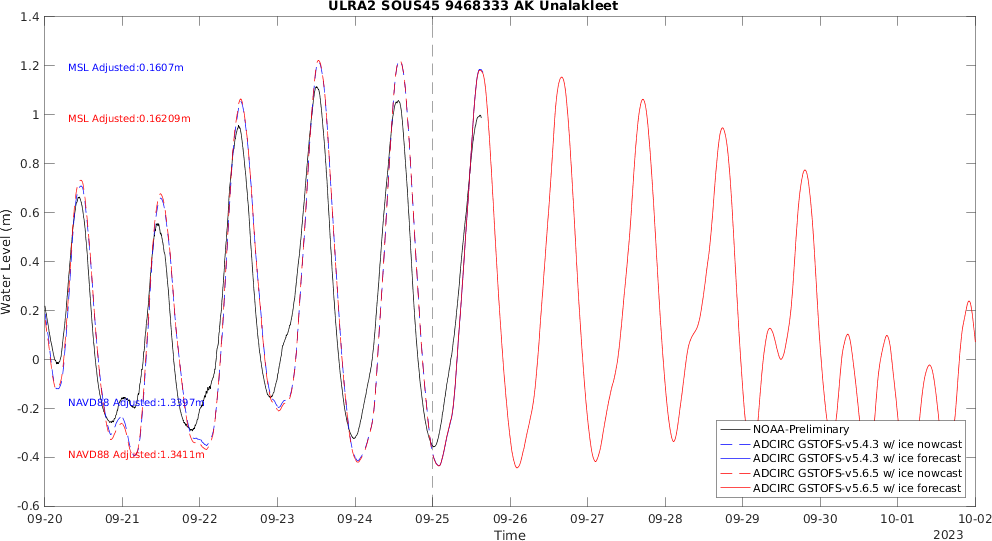 ULRA2 SOUS45 9468333 AK Unalakleet
Water Level (m)
1.4
1.2
1
0.8
0.6
0.4
0.2
0
-0.2
-0.4
-0.6
MSL Adjusted:0.1607m
MSL Adjusted:0.16209m
NAVD88 Adjusted:1.3397m
NAVD88 Adjusted:1.3411m
NOAA-Preliminary
ADCIRC GSTOFS-v5.4.3 w/ ice nowcast
ADCIRC GSTOFS-v5.4.3 w/ ice forecast
ADCIRC GSTOFS-v5.6.5 w/ ice nowcast
ADCIRC GSTOFS-v5.6.5 w/ ice forecast
09-20 09-21 09-22 09-23 09-24 09-25 09-26 09-27 09-28 09-29 09-30 10-01 10-02
Time
2023